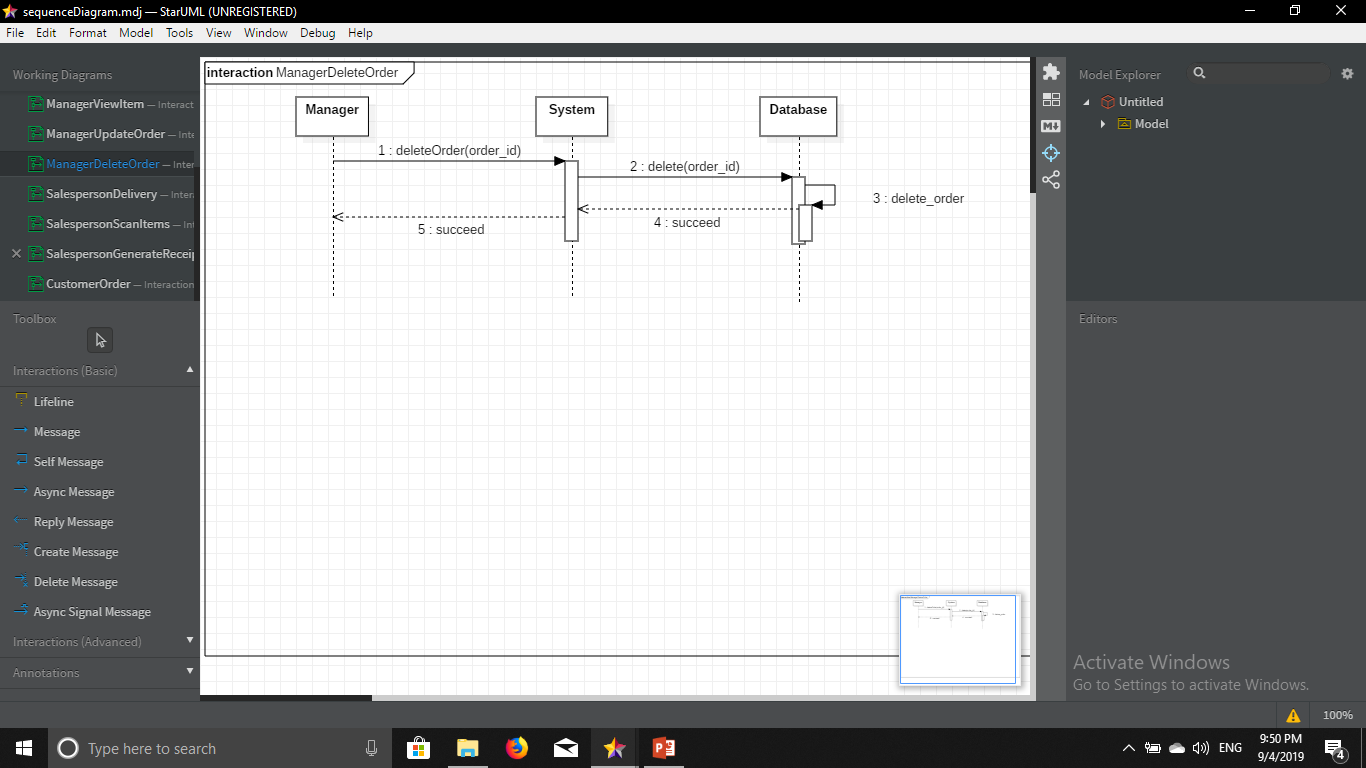 sequenceDiagram.mdj — StarUML (UNREGISTERED)
File Edit Format Model Tools View Window Debug Help
Working Diagrams
ManagerViewItem — Interact
ManagerUpdateOrder — Inte
ManagerDeleteOrder — Inter
SalespersonDelivery — Intera
SalespersonScanItems — Int
SalespersonGenerateReceip
CustomerOrder — Interaction
Toolbox
Interactions (Basic)
Lifeline
Message
Self Message
Async Message
Reply Message
Create Message
Delete Message
Async Signal Message
Interactions (Advanced)
Annotations
interaction ManagerDeleteOrder
Manager
System
Database
1 : deleteOrder(order_id)
2 : delete(order_id)
3 : delete_order
4 : succeed
5 : succeed
Model Explorer
Untitled
Model
Editors
Activate Windows
Go to Settings to activate Windows.
100%
Type here to search
ENG
9:50 PM
9/4/2019
4